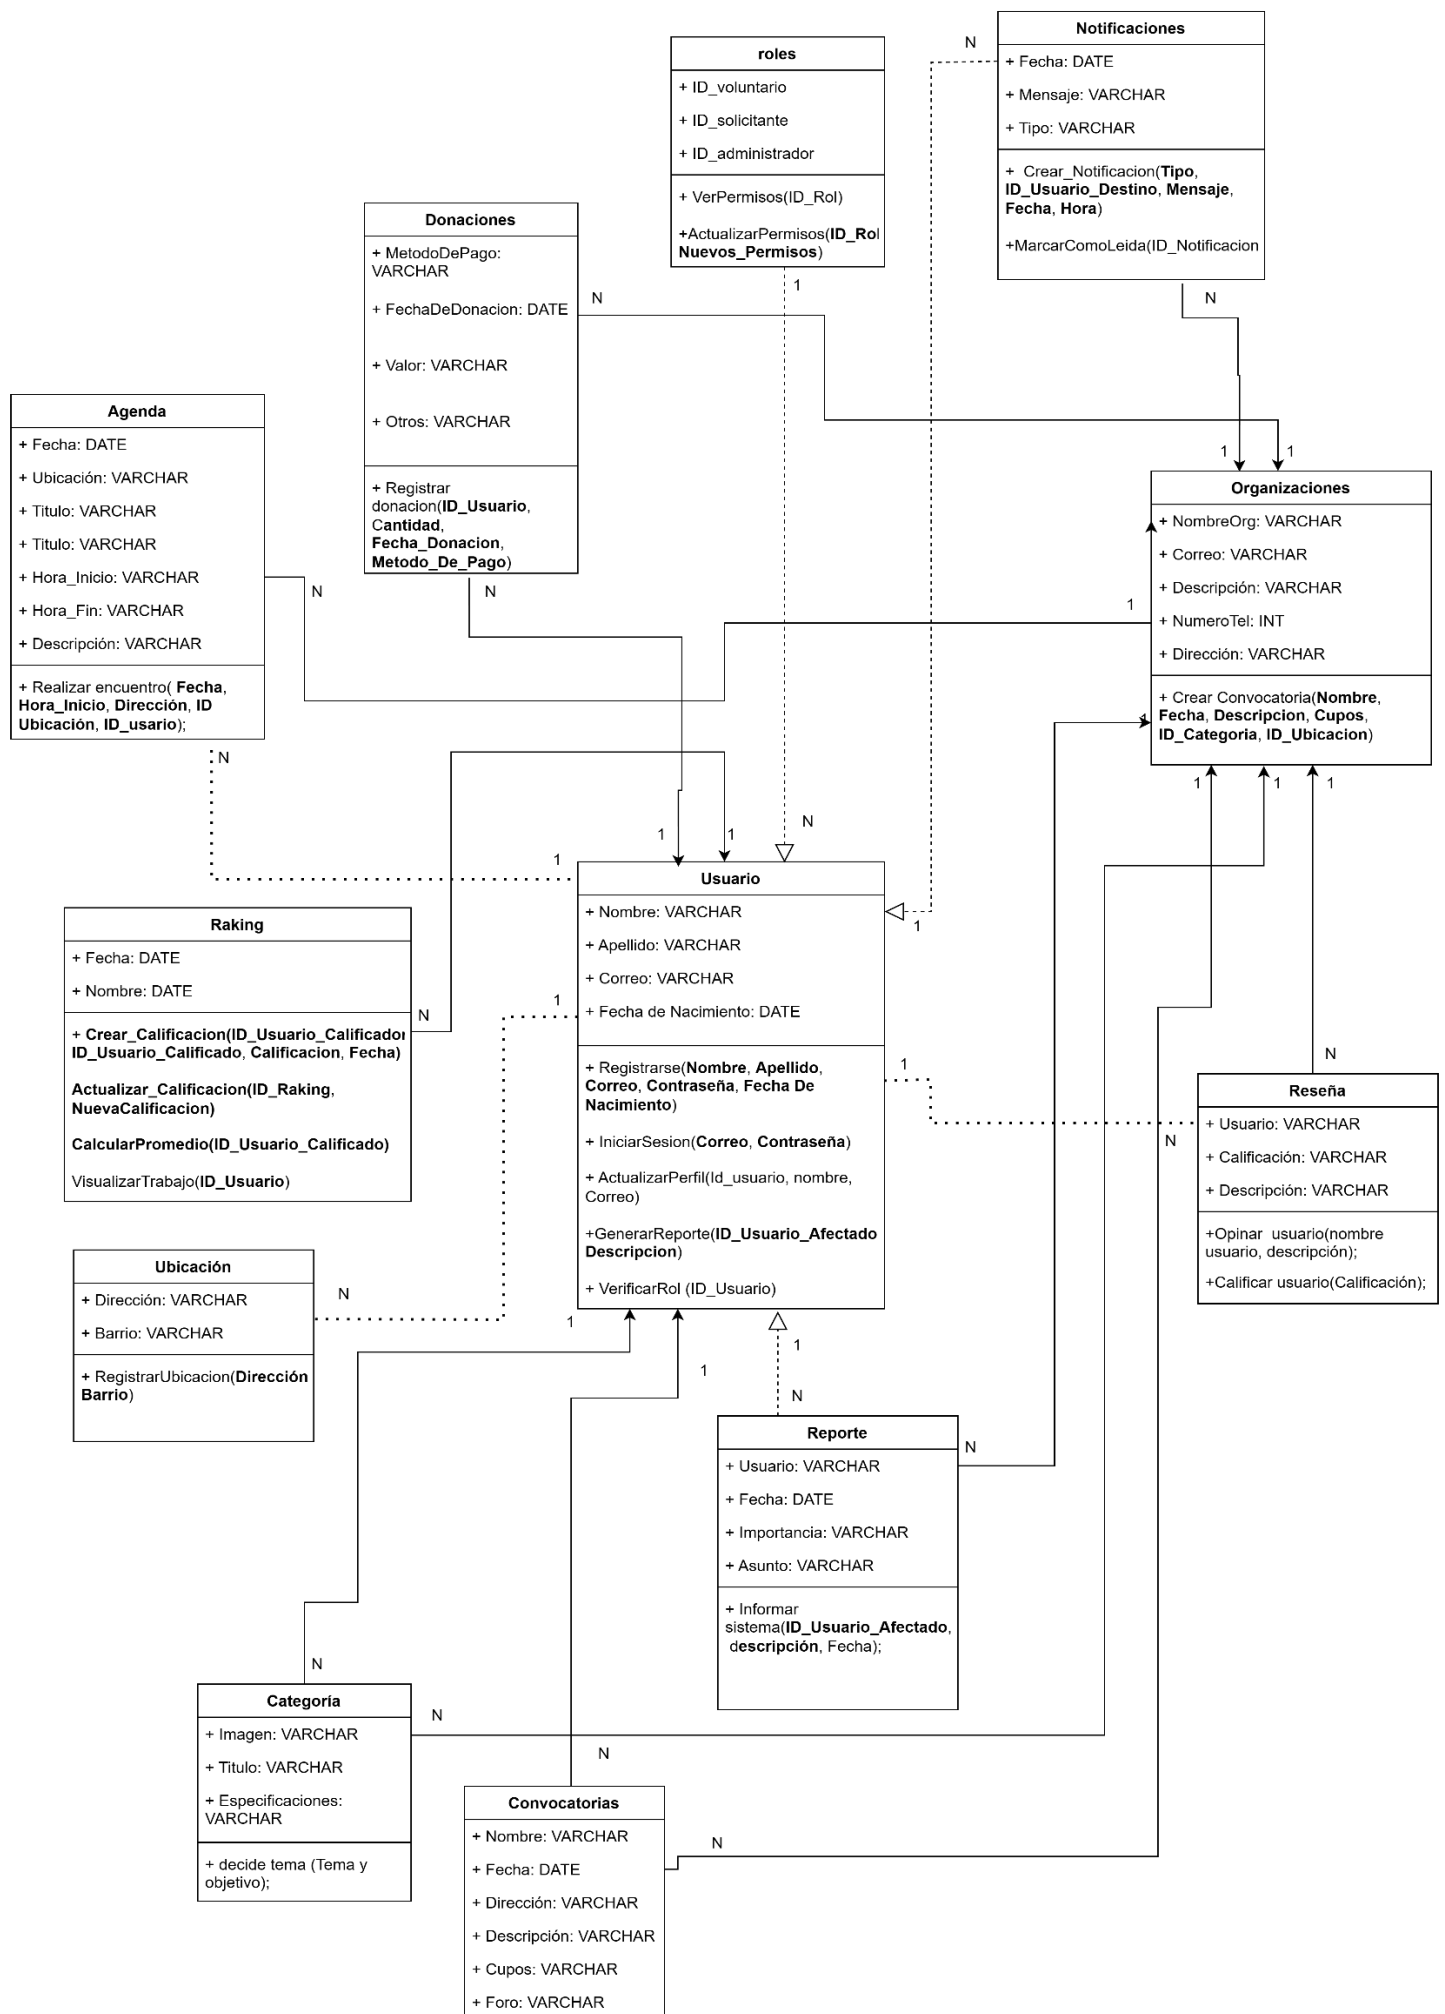 Notificaciones
+ Fecha: DATE
+ Mensaje: VARCHAR
+ Tipo: VARCHAR
+ Crear_Notificacion(Tipo,
ID_Usuario_Destino, Mensaje,
Fecha, Hora)
+MarcarComoLeida(ID_Notificacion
N
N
roles
+ ID_voluntario
+ ID_solicitante
+ ID_administrador
+ VerPermisos(ID_Rol)
+ActualizarPermisos(ID_Rol
Nuevos_Permisos)
1
N
Donaciones
+ MetodoDePago:
VARCHAR
+ FechaDeDonacion: DATE
+ Valor: VARCHAR
+ Otros: VARCHAR
+ Registrar
donacion(ID_Usuario,
Cantidad,
Fecha_Donacion,
Metodo_De_Pago)
N
N
Agenda
+ Fecha: DATE
+ Ubicación: VARCHAR
+ Titulo: VARCHAR
+ Titulo: VARCHAR
+ Hora_Inicio: VARCHAR
+ Hora_Fin: VARCHAR
+ Descripción: VARCHAR
+ Realizar encuentro( Fecha,
Hora_Inicio, Dirección, ID
Ubicación, ID_usario);
N
N
1
1
1
Organizaciones
+ NombreOrg: VARCHAR
+ Correo: VARCHAR
+ Descripción: VARCHAR
+ NumeroTel: INT
+ Dirección: VARCHAR
+ Crear Convocatoria(Nombre,
Fecha, Descripcion, Cupos,
ID_Categoria, ID_Ubicacion)
1
1
1
1
1
1
1
Usuario
+ Nombre: VARCHAR
+ Apellido: VARCHAR
+ Correo: VARCHAR
+ Fecha de Nacimiento: DATE
+ Registrarse(Nombre, Apellido,
Correo, Contraseña, Fecha De
Nacimiento)
+ IniciarSesion(Correo, Contraseña)
+ ActualizarPerfil(Id_usuario, nombre,
Correo)
+GenerarReporte(ID_Usuario_Afectado
Descripcion)
+ VerificarRol (ID_Usuario)
1
1
1
1
1
1
Raking
+ Fecha: DATE
+ Nombre: DATE
+ Crear_Calificacion(ID_Usuario_Calificador
ID_Usuario_Calificado, Calificacion, Fecha)
Actualizar_Calificacion(ID_Raking,
NuevaCalificacion)
CalcularPromedio(ID_Usuario_Calificado)
VisualizarTrabajo(ID_Usuario)
N
Reseña
+ Usuario: VARCHAR
+ Calificación: VARCHAR
+ Descripción: VARCHAR
+Opinar usuario(nombre
usuario, descripción);
+Calificar usuario(Calificación);
N
N
Ubicación
+ Dirección: VARCHAR
+ Barrio: VARCHAR
+ RegistrarUbicacion(Dirección
Barrio)
N
Reporte
+ Usuario: VARCHAR
+ Fecha: DATE
+ Importancia: VARCHAR
+ Asunto: VARCHAR
+ Informar
sistema(ID_Usuario_Afectado,
descripción, Fecha);
N
N
Categoría
+ Imagen: VARCHAR
+ Titulo: VARCHAR
+ Especificaciones:
VARCHAR
+ decide tema (Tema y
objetivo);
N
N
Convocatorias
+ Nombre: VARCHAR
+ Fecha: DATE
+ Dirección: VARCHAR
+ Descripción: VARCHAR
+ Cupos: VARCHAR
+ Foro: VARCHAR
N
N